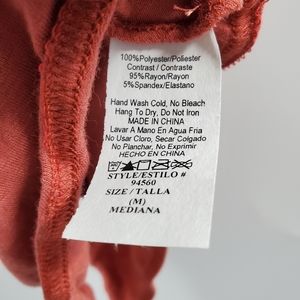 100%Polyester/Poliester
Contrast / Contraste
95%Rayon/Rayon
5%Spandex/Elastano
Hand Wash Cold, No Bleach
Hang To Dry, Do Not Iron
MADE IN CHINA
Lavar A Mano En Agua Fria
No Usar Cloro, Secar Colgado
No Planchar, No Exprimir
HECHO EN CHINA
STYLE/ESTILO #
94560
SIZE / TALLA
(M)
MEDIANA